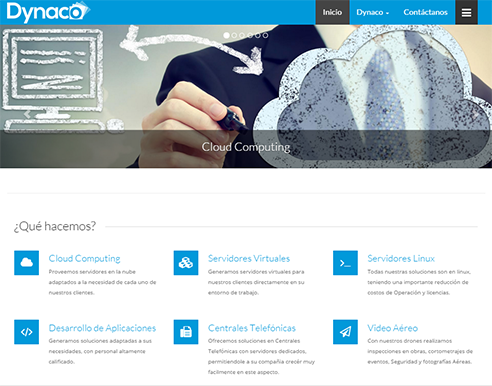 Dynaco
Inicio
Dynaco
Contáctanos
Cloud Computing
¿Qué hacemos?
Cloud Computing
Proveemos servidores en la nube
adaptados a la necesidad de cada uno de
nuestros clientes.
Servidores Virtuales
Generamos servidores virtuales para
nuestros clientes directamente en su
entorno de trabajo.
Servidores Linux
Todas nuestras soluciones son en linux,
teniendo una importante reducción de
costos de Operación y licencias.
Desarrollo de Aplicaciones
Generamos soluciones adaptadas a sus
necesidades, con personal altamente
calificado.
Centrales Telefónicas
Ofrecemos soluciones en Centrales
Telefónicas con servidores dedicados,
permitiendole a su compañía crecer muy
facilmente en este aspecto.
Video Aéreo
Con nuestros drones realizamos
inspecciones en obras, cortometrajes de
eventos, Seguridad y fotografías Aéreas.